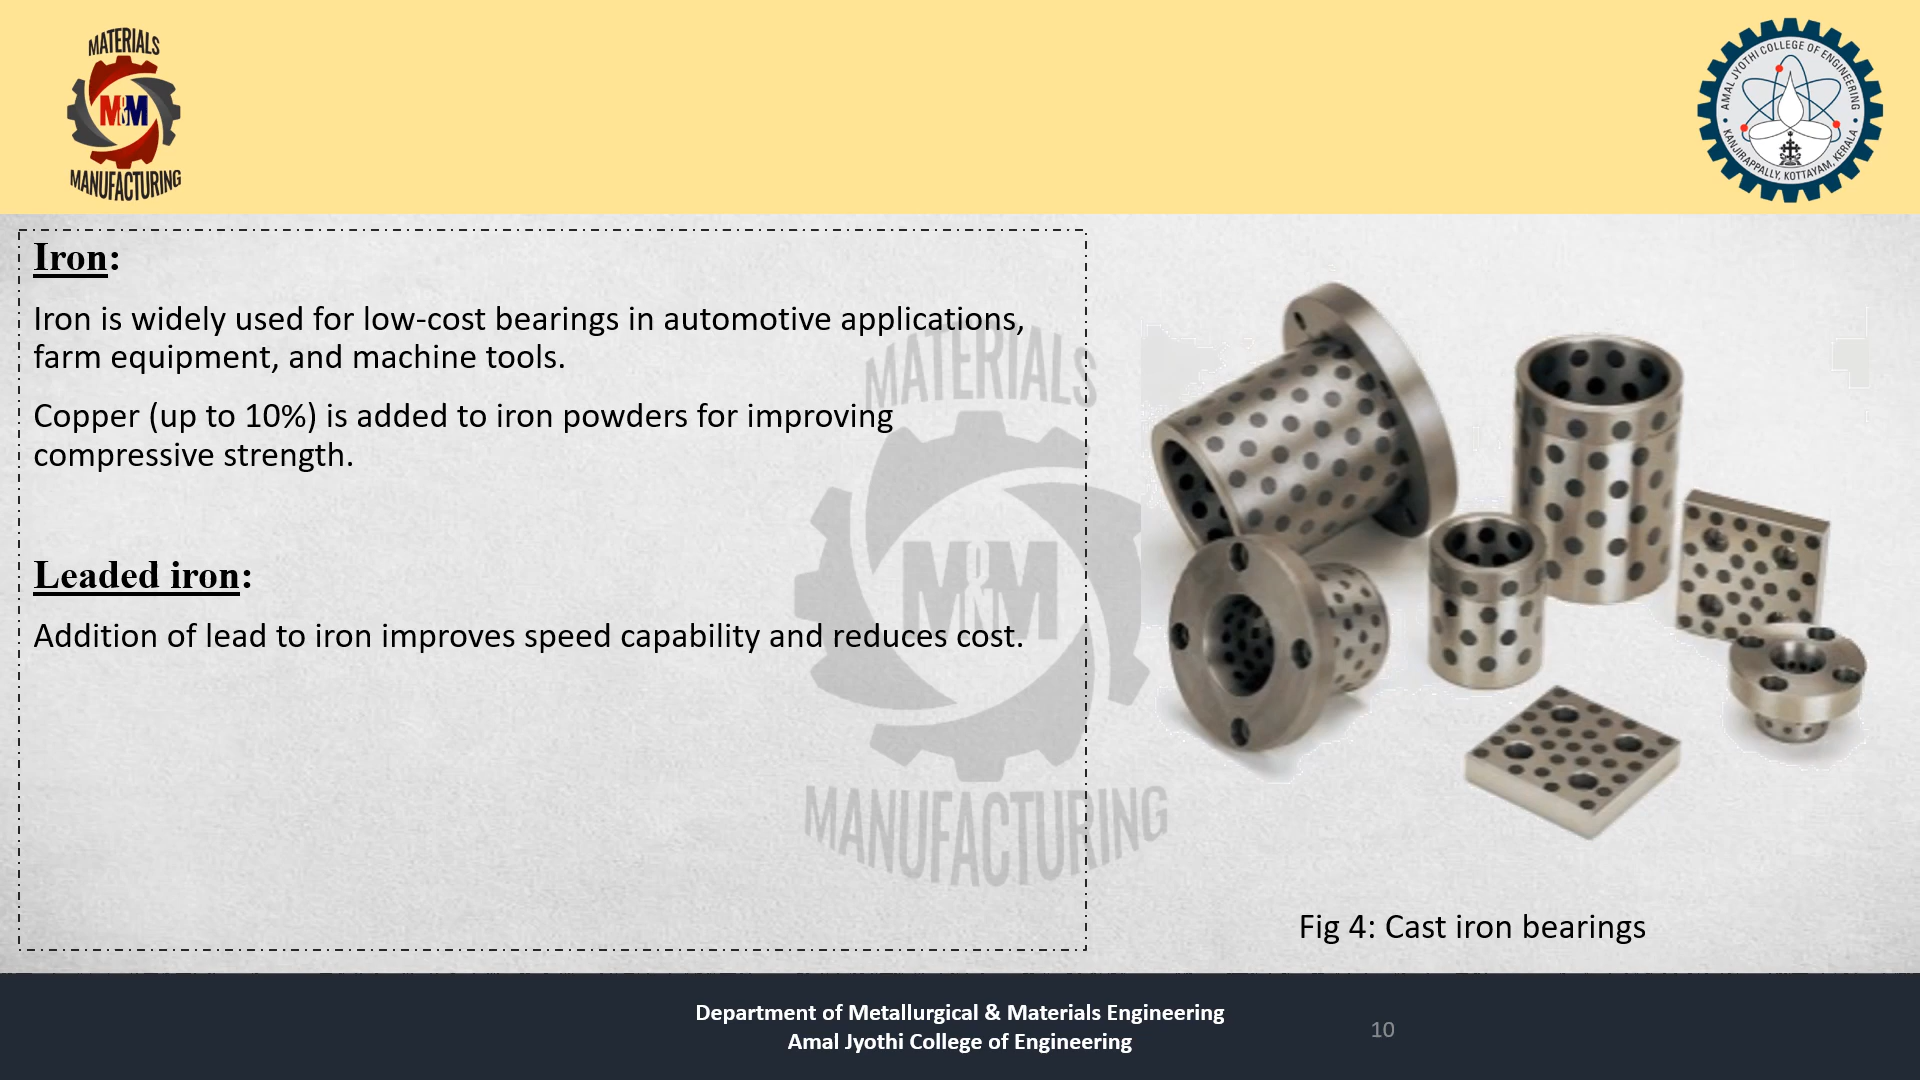 MATERIALS
M&M
MANUFACTURING
AMAL JYOTHI COLLEGE OF ENGINEERING
KANJIRAPPALLY, KOTTAYAM, KERALA
Iron:
Iron is widely used for low-cost bearings in automotive applications,
farm equipment, and machine tools.
Copper (up to 10%) is added to iron powders for improving
compressive strength.
Leaded iron:
Addition of lead to iron improves speed capability and reduces cost.
MATERIALS
M&M
MANUFACTURING
Fig 4: Cast iron bearings
Department of Metallurgical & Materials Engineering
Amal Jyothi College of Engineering
10